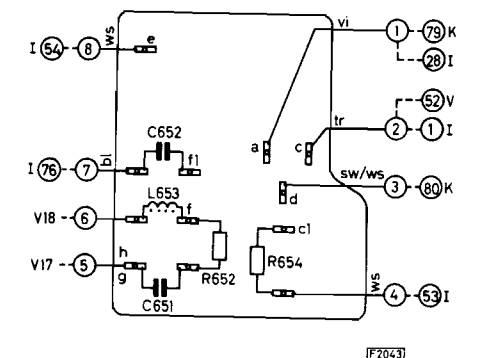 vi
1 79 K
I 54 8 ws e
28 I
52 V
C652
a c tr 2 1 I
f1
I 76 7 bl
sw/ws 3 80 K
L653
d
V18 6 f
c1
h
V17 5 R652 R654
g
C651 ws 4 53 I
F2043